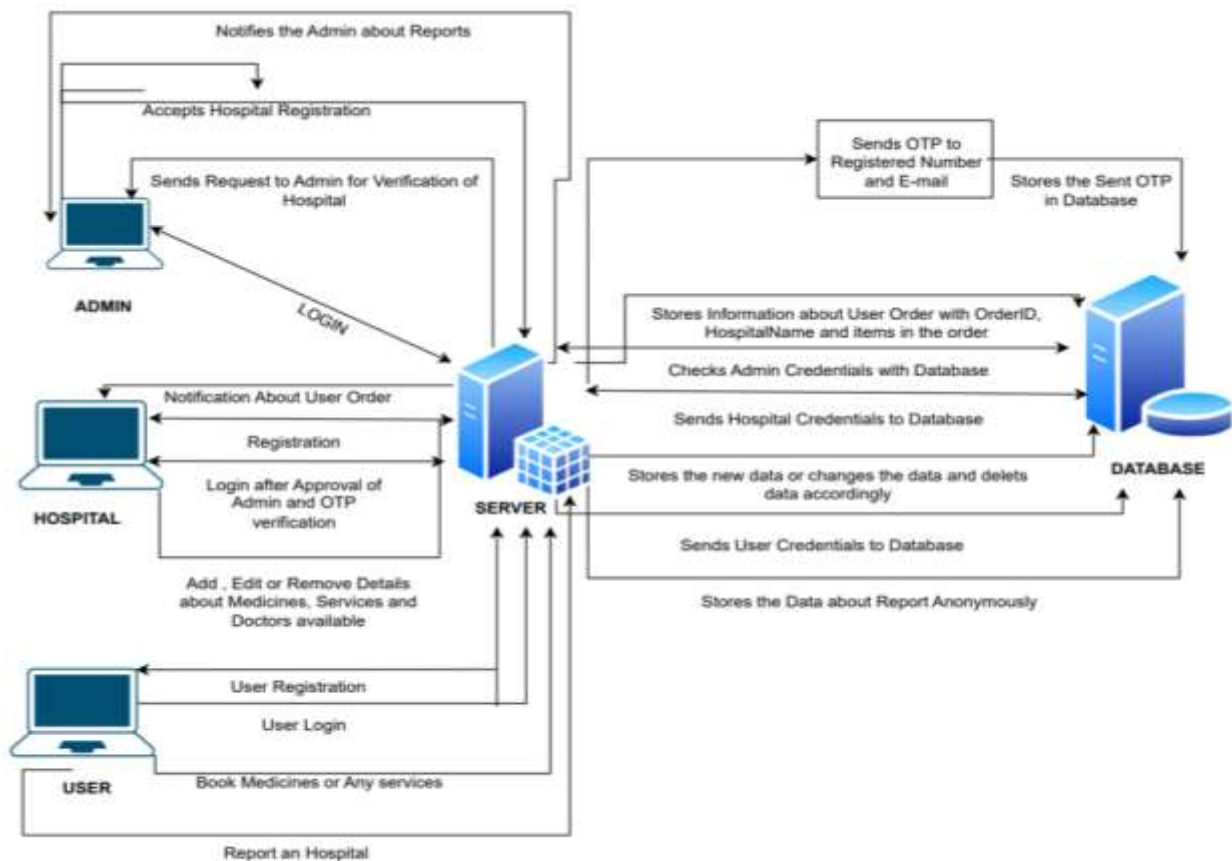 Notifies the Admin about Reports
Accepts Hospital Registration
Sends Request to Admin for Verification of
Hospital
ADMIN
LOGIN
Sends OTP to
Registered Number
and E-mail
Stores the Sent OTP
in Database
Stores Information about User Order with OrderID,
HospitalName and items in the order
Checks Admin Credentials with Database
Sends Hospital Credentials to Database
Stores the new data or changes the data and delets
data accordingly
Sends User Credentials to Database
Stores the Data about Report Anonymously
DATABASE
SERVER
Notification About User Order
Registration
Login after Approval of
Admin and OTP
verification
HOSPITAL
Add , Edit or Remove Details
about Medicines, Services and
Doctors available
User Registration
User Login
Book Medicines or Any services
USER
Report an Hospital